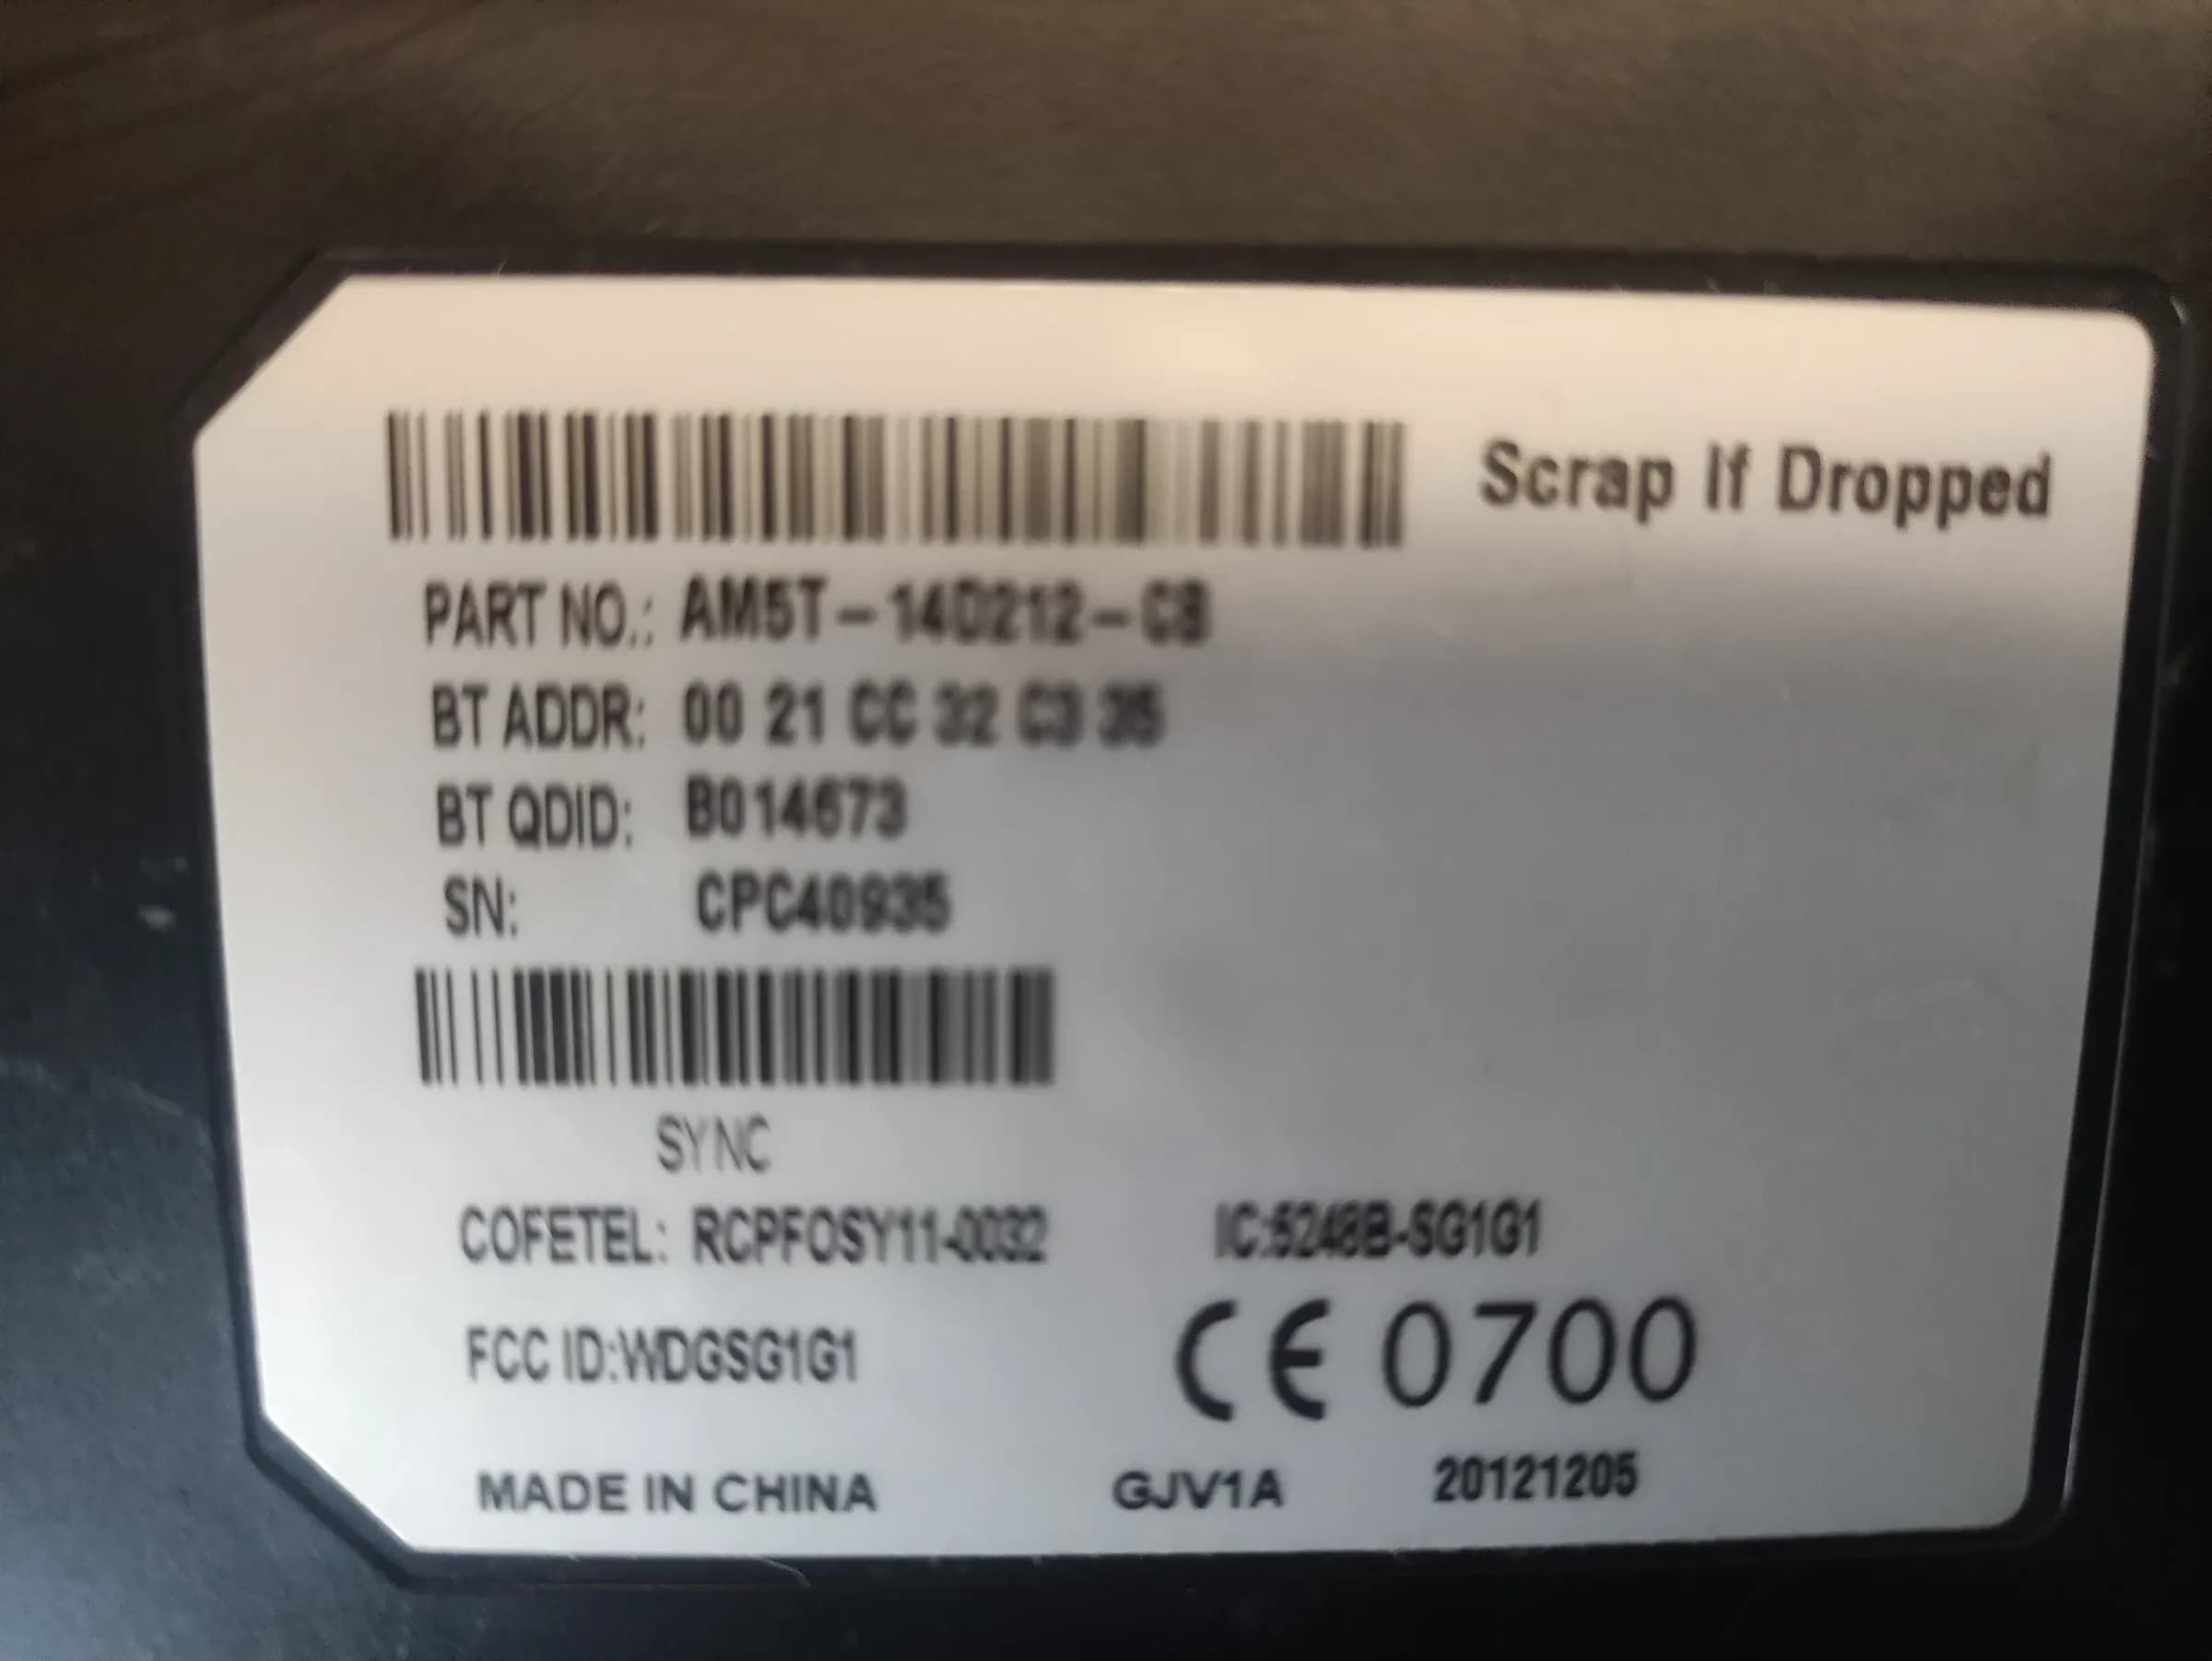 Scrap If Dropped
PART NO.: AM5T-14D212-CB
BT ADDR: 00 21 CC 32 C3 35
BT QDID: B014673
SN: CPC40935
SYNC
COFETEL: RCPFOSY11-0032 IC:5248B-SG1G1
FCC ID:WDGSG1G1 CE 0700
MADE IN CHINA GJV1A 20121205